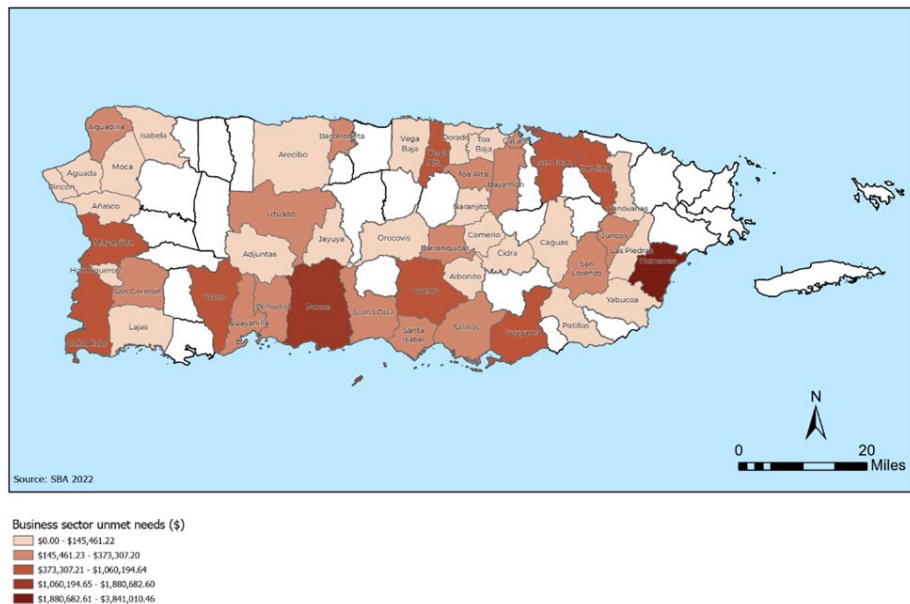 Aguadilla
Isabela
Barceloneta
Arecibo
Vega
Baja
Vega
Alta
Dorado
Toa
Baja
Cataño
San Juan
Carolina
Moca
Aguada
Rincón
Añasco
Toa Alta
Bayamón
Naranjito
Canóvanas
Utuado
Mayagüez
Adjuntas
Jayuya
Orocovis
Barranquitas
Comerío
Cidra
Caguas
Juncos
Las Piedras
Humacao
San
Lorenzo
Aibonito
Hormigueros
San Germán
Yauco
Ponce
Coamo
Yabucoa
Lajas
Guayanilla
Peñuelas
Juana Díaz
Santa
Isabel
Salinas
Guayama
Patillas
Cabo Rojo
N
0
20
Miles
Source: SBA 2022
Business sector unmet needs ($)
$0.00 - $145,461.22
$145,461.23 - $373,307.20
$373,307.21 - $1,060,194.64
$1,060,194.65 - $1,880,682.60
$1,880,682.61 - $3,841,010.46